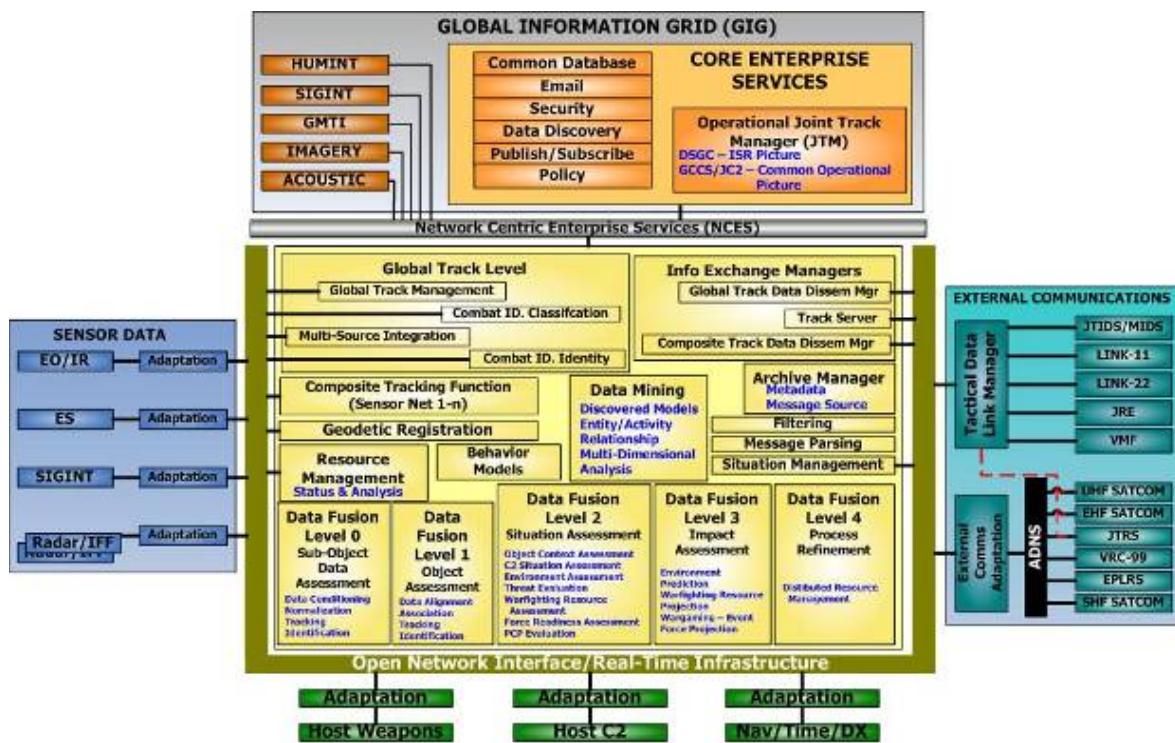 GLOBAL INFORMATION GRID (GIG)
HUMINT
SIGINT
GMTI
IMAGERY
ACOUSTIC
Common Database
Email
Security
Data Discovery
Publish/Subscribe
Policy
CORE ENTERPRISE
SERVICES
Operational Joint Track
Manager (JTM)
DSGC – ISR Picture
GCCS/JC2 – Common Operational
Picture
Network Centric Enterprise Services (NCES)
SENSOR DATA
EO/IR
Adaptation
ES
Adaptation
SIGINT
Adaptation
Radar/IFF
Adaptation
Radar/IFF
Global Track Level
Global Track Management
Combat ID. Classifcation
Multi-Source Integration
Combat ID. Identity
Info Exchange Managers
Global Track Data Dissem Mgr
Track Server
Composite Track Data Dissem Mgr
Composite Tracking Function
(Sensor Net 1-n)
Geodetic Registration
Resource
Management
Status & Analysis
Behavior
Models
Data Mining
Discovered Models
Entity/Activity
Relationship
Multi-Dimensional
Analysis
Archive Manager
Metadata
Message Source
Filtering
Message Parsing
Situation Management
Data Fusion
Level 0
Sub-Object
Data
Assessment
Data Conditioning
Normalization
Tracking
Identification
Data
Fusion
Level 1
Object
Assessment
Data Alignment
Association
Tracking
Identification
Data Fusion
Level 2
Situation Assessment
Object Context Assessment
C2 Situation Assessment
Environment Assessment
Threat Evaluation
Warfighting Resource
Assessment
Force Readiness Assessment
PCP Evaluation
Data Fusion
Level 3
Impact
Assessment
Environment
Prediction
Warfighting Resource
Projection
Wargaming – Event
Force Projection
Data Fusion
Level 4
Process
Refinement
Distributed Resource
Management
Open Network Interface/Real-Time Infrastructure
Adaptation
Host Weapons
Adaptation
Host C2
Adaptation
Nav/Time/DX
EXTERNAL COMMUNICATIONS
Tactical Data
Link Manager
JTIDS/MIDS
LINK-11
LINK-22
JRE
VMF
External
Comms
Adaptation
ADNS
UHF SATCOM
EHF SATCOM
JTRS
VRC-99
EPLRS
SHF SATCOM